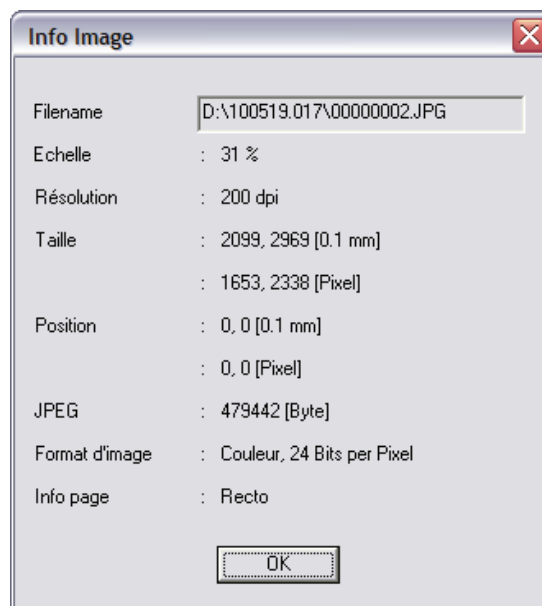 Info Image
Filename D:\100519.017\00000002.JPG
Echelle : 31 %
Résolution : 200 dpi
Taille : 2099, 2969 [0.1 mm]
: 1653, 2338 [Pixel]
Position : 0, 0 [0.1 mm]
: 0, 0 [Pixel]
JPEG : 479442 [Byte]
Format d'image : Couleur, 24 Bits per Pixel
Info page : Recto
OK